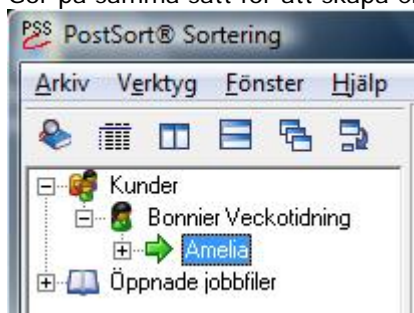 Gör på samma sätt för att skapa
PSS PostSort® Sortering
Arkiv Verktyg Fönster Hjälp
Kunder
Bonnier Veckotidning
Amelia
Öppnade jobbfiler